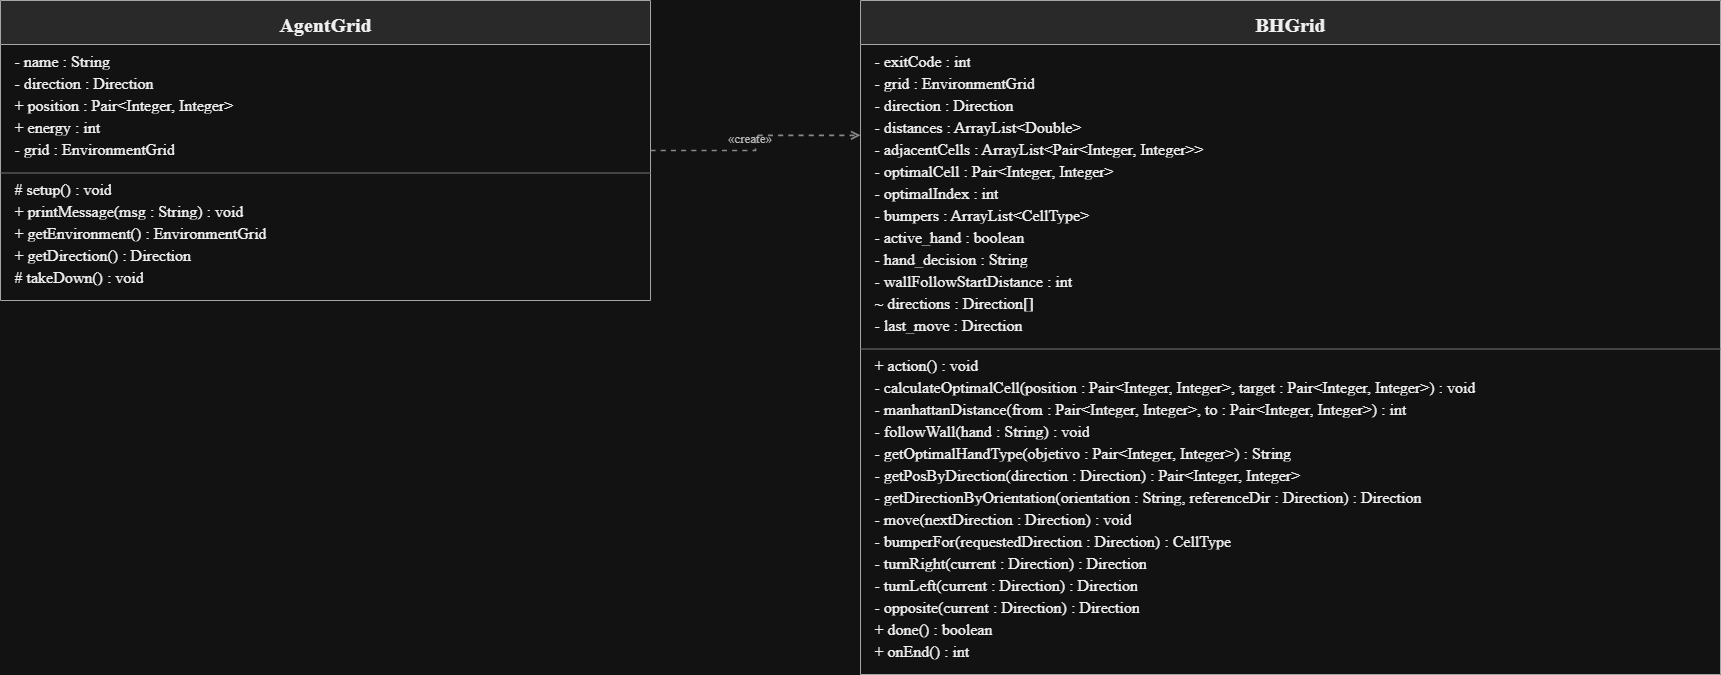 AgentGrid
- name : String
- direction : Direction
+ position : Pair<Integer, Integer>
+ energy : int
- grid : EnvironmentGrid
# setup() : void
+ printMessage(msg : String) : void
+ getEnvironment() : EnvironmentGrid
+ getDirection() : Direction
# takeDown() : void
«create»
BHGrid
- exitCode : int
- grid : EnvironmentGrid
- direction : Direction
- distances : ArrayList<Double>
- adjacentCells : ArrayList<Pair<Integer, Integer>>
- optimalCell : Pair<Integer, Integer>
- optimalIndex : int
- bumpers : ArrayList<CellType>
- active_hand : boolean
- hand_decision : String
- wallFollowStartDistance : int
~ directions : Direction[]
- last_move : Direction
+ action() : void
- calculateOptimalCell(position : Pair<Integer, Integer>, target : Pair<Integer, Integer>) : void
- manhattanDistance(from : Pair<Integer, Integer>, to : Pair<Integer, Integer>) : int
- followWall(hand : String) : void
- getOptimalHandType(objetivo : Pair<Integer, Integer>) : String
- getPosByDirection(direction : Direction) : Pair<Integer, Integer>
- getDirectionByOrientation(orientation : String, referenceDir : Direction) : Direction
- move(nextDirection : Direction) : void
- bumperFor(requestedDirection : Direction) : CellType
- turnRight(current : Direction) : Direction
- turnLeft(current : Direction) : Direction
- opposite(current : Direction) : Direction
+ done() : boolean
+ onEnd() : int